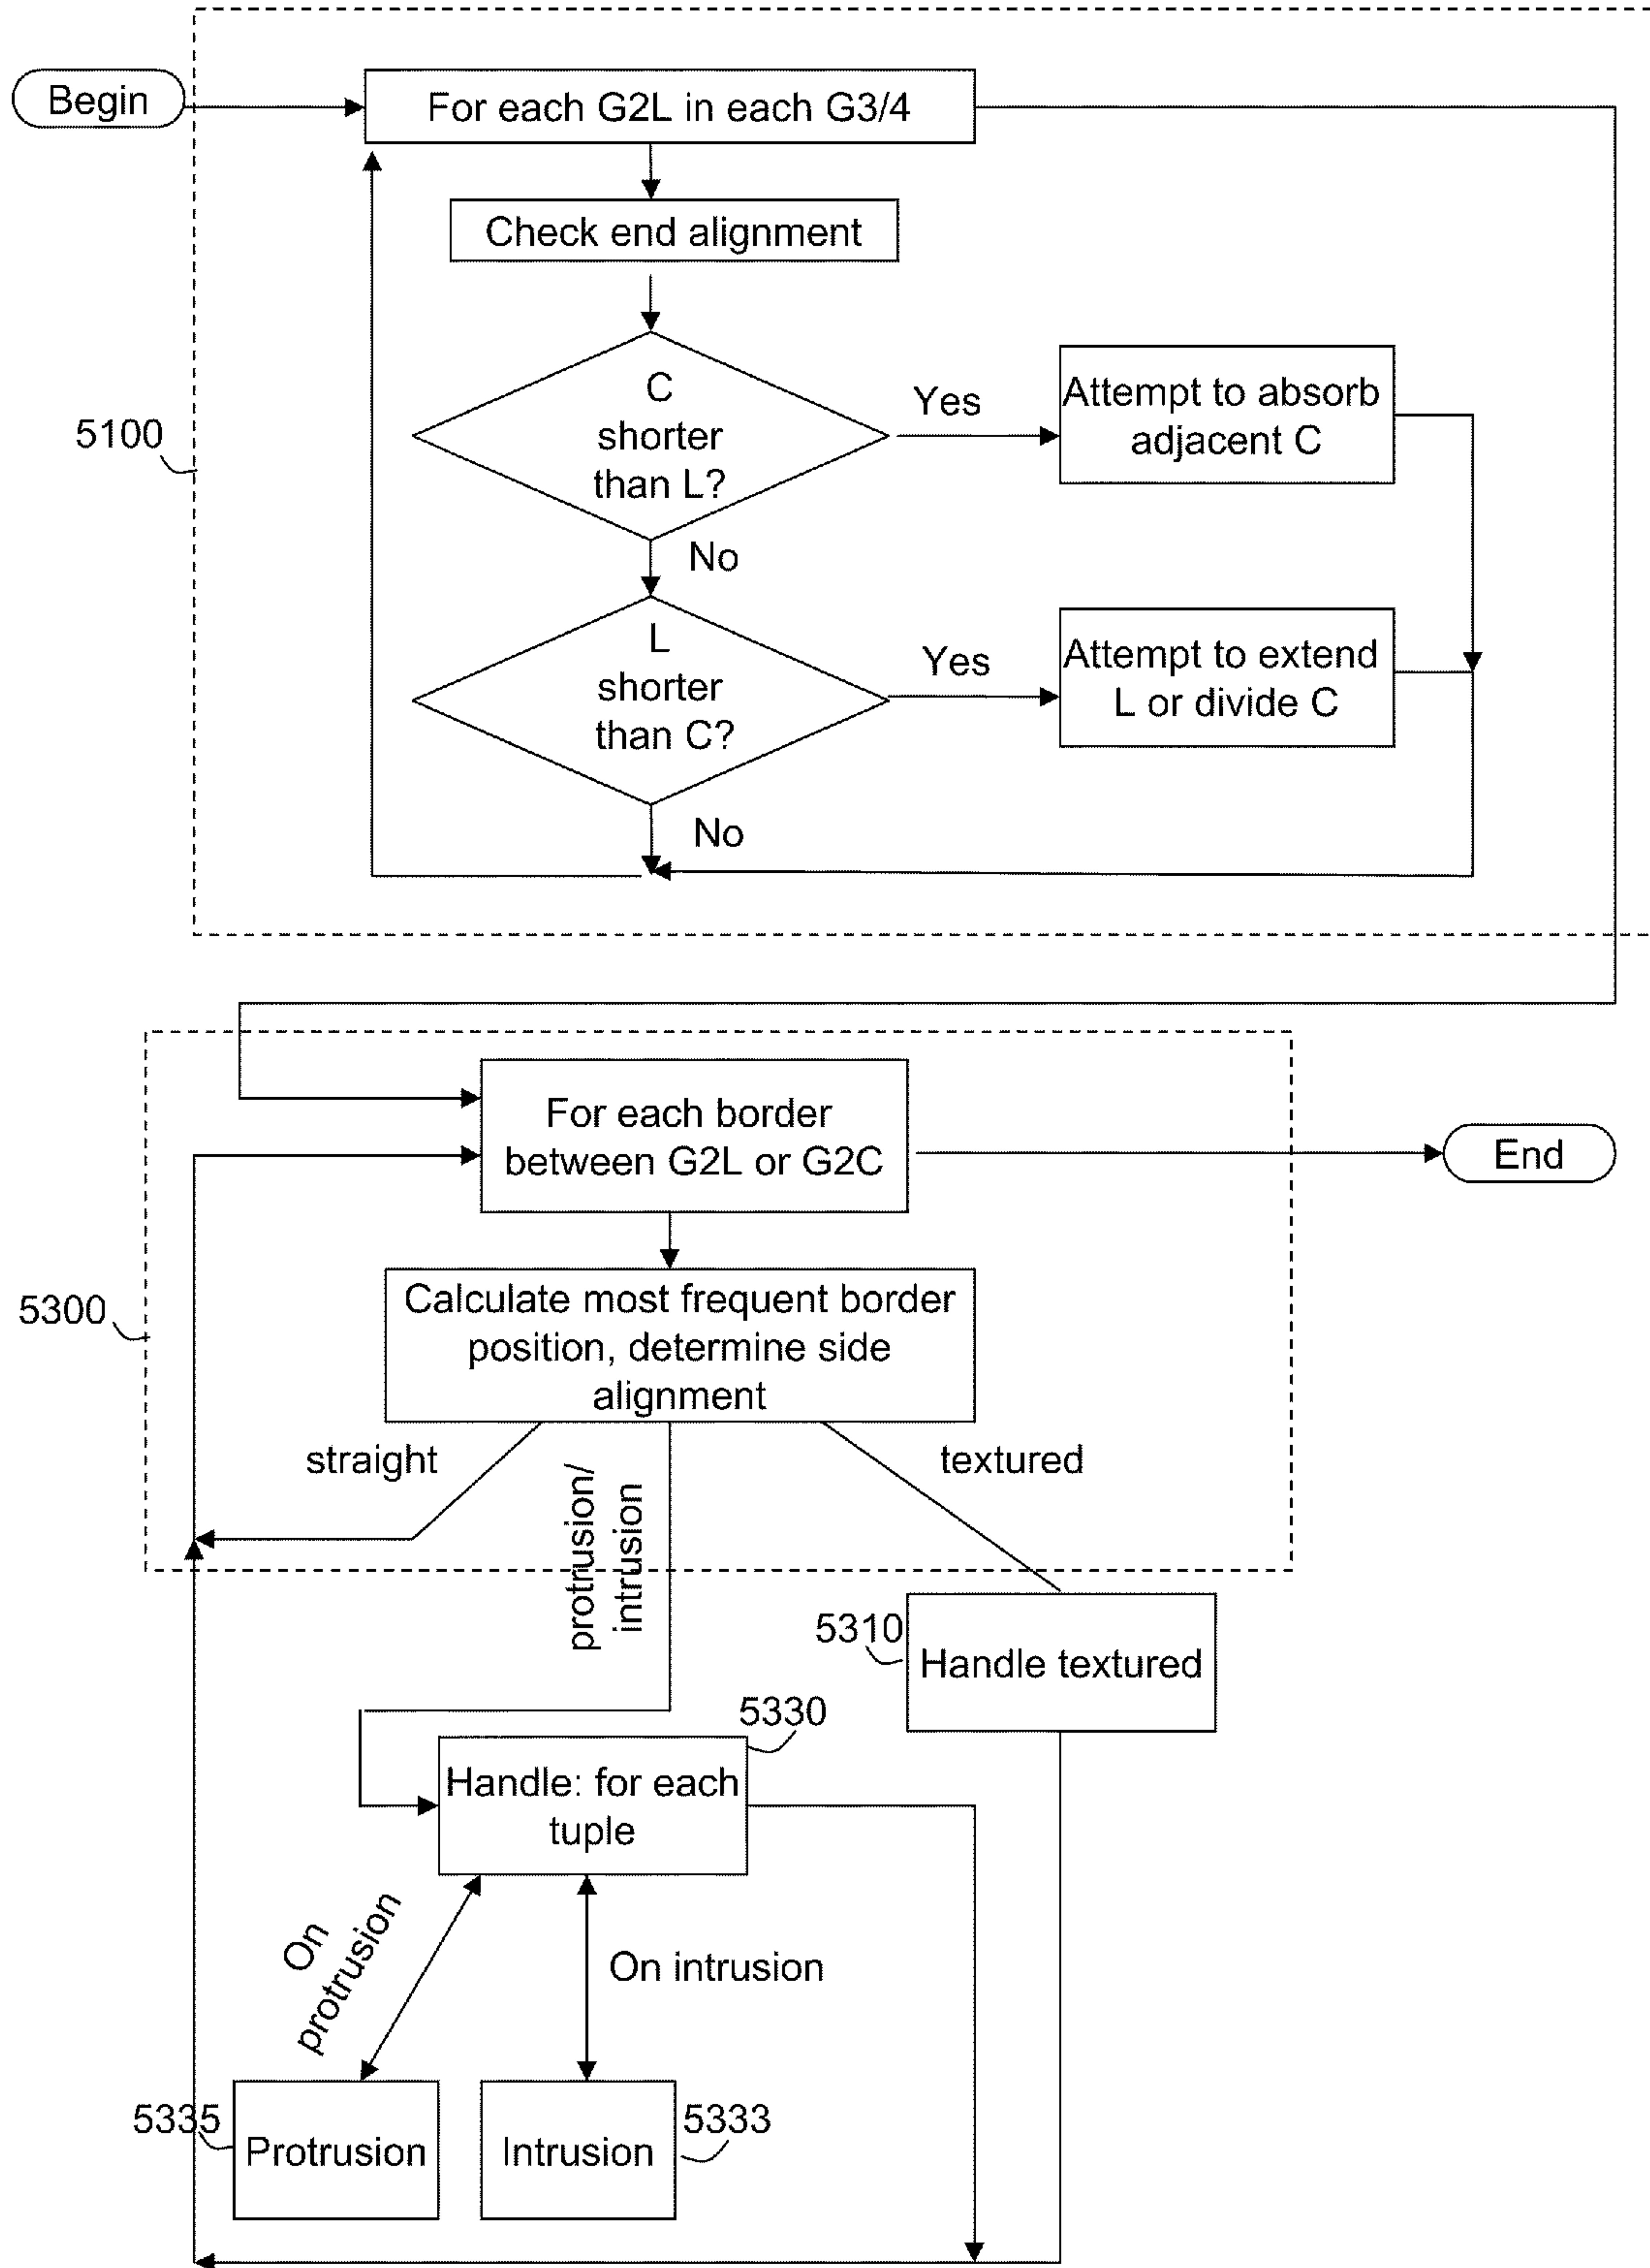 Begin
For each G2L in each G3/4
Check end alignment
C
shorter
than L?
Yes
Attempt to absorb
adjacent C
5100
No
L
shorter
than C?
Yes
Attempt to extend
L or divide C
No
For each border
between G2L or G2C
End
5300
Calculate most frequent border
position, determine side
alignment
straight
protrusion/
intrusion
textured
5310
Handle textured
5330
Handle: for each
tuple
On
protrusion
On intrusion
5335
Protrusion
Intrusion
5333